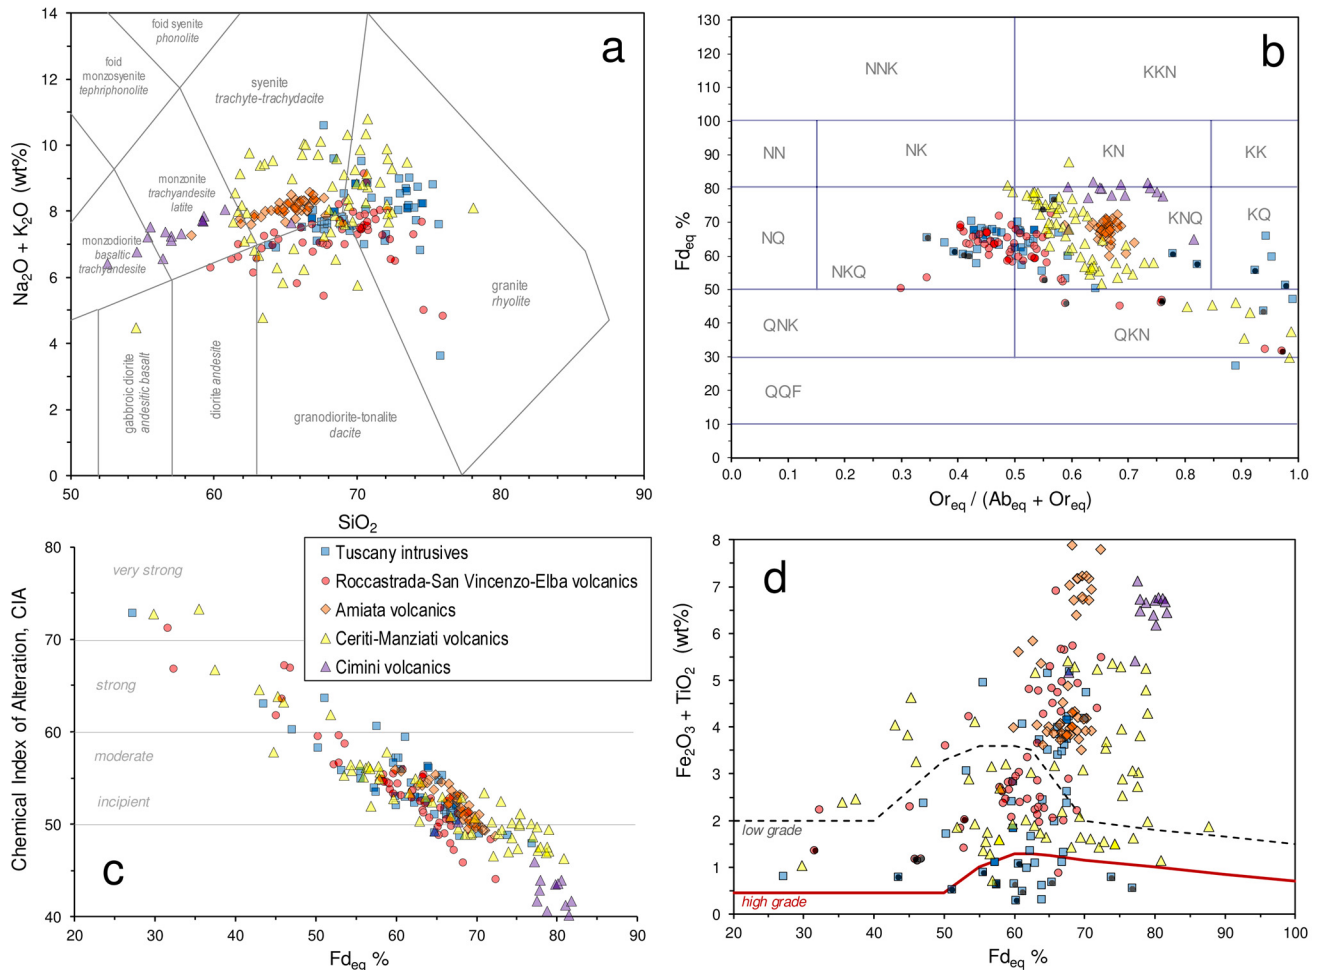 a
14
12
10
8
6
4
2
0
Na2O + K2O (wt%)
50
60
70
80
90
SiO2
foid syenite
phonolite
foid
monzosyenite
tephriphonolite
syenite
trachyte-trachydacite
monzonite
trachyandesite
latite
monzodiorite
basaltic
trachyandesite
granite
rhyolite
gabbroic diorite
andesitic basalt
diorite andesite
granodiorite-tonalite
dacite
b
130
120
110
100
90
80
70
60
50
40
30
20
10
0
Fdeq %
NNK
KKN
NN
NK
KN
KK
NQ
NKQ
KNQ
KQ
QNK
QKN
QQF
0.0
0.1
0.2
0.3
0.4
0.5
0.6
0.7
0.8
0.9
1.0
Oreq / (Abeq + Oreq)
Tuscany intrusives
Roccastrada-San Vincenzo-Elba volcanics
Amiata volcanics
Ceriti-Manziati volcanics
Cimini volcanics
c
80
70
60
50
40
Chemical Index of Alteration, CIA
very strong
strong
moderate
incipient
20
30
40
50
60
70
80
90
Fdeq %
d
8
7
6
5
4
3
2
1
0
Fe2O3 + TiO2 (wt%)
low grade
high grade
20
30
40
50
60
70
80
90
100
Fdeq %